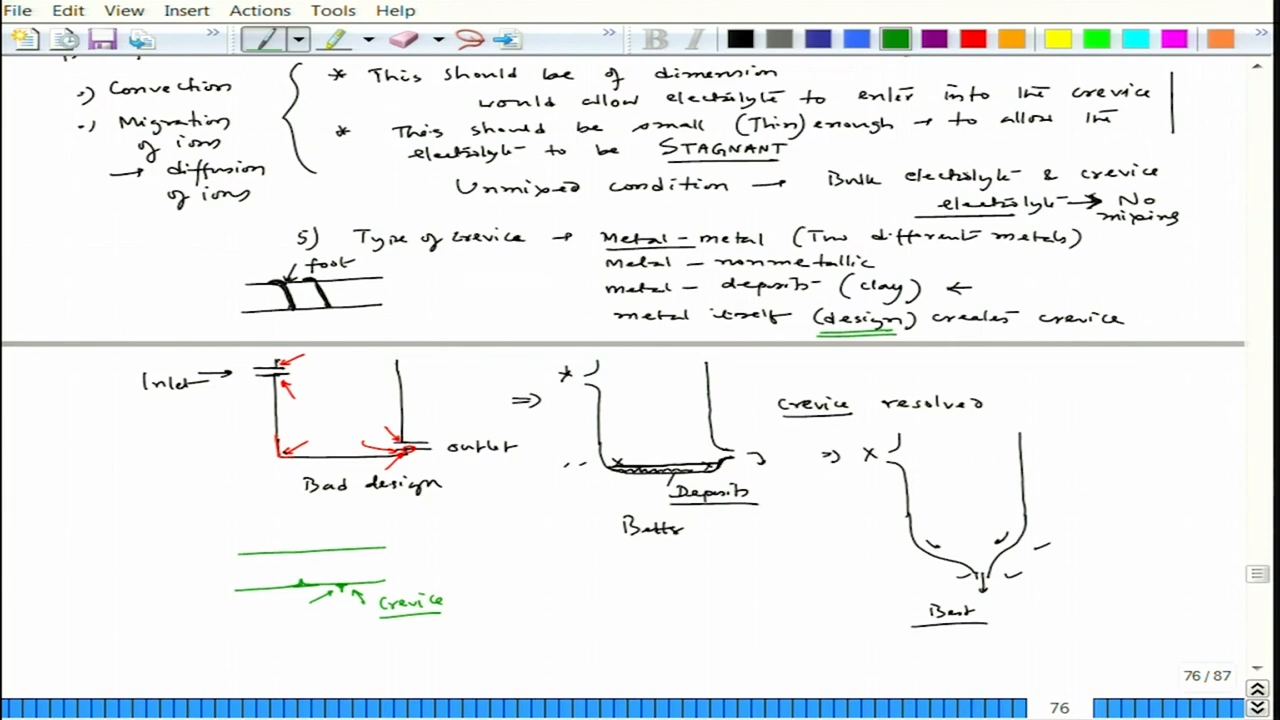 File Edit View Insert Actions Tools Help
·) Convection
·) Migration
of ions
→ diffusion
of ions
* This should be of dimension
would allow electrolyte to enter into the crevice
* This should be small (Thin) enough → to allow the
electrolyte to be STAGNANT
Unmixed condition → Bulk electrolyte & crevice
electrolyte → No
mixing
5) Type of crevice → Metal - metal (Two different metals)
foot
metal - nonmetallic
metal - deposits (clay) ←
metal itself (design) creates crevice
Inlet →
outlet
Bad design
Deposits
Crevice resolved
Best
crevice
76 / 87
76